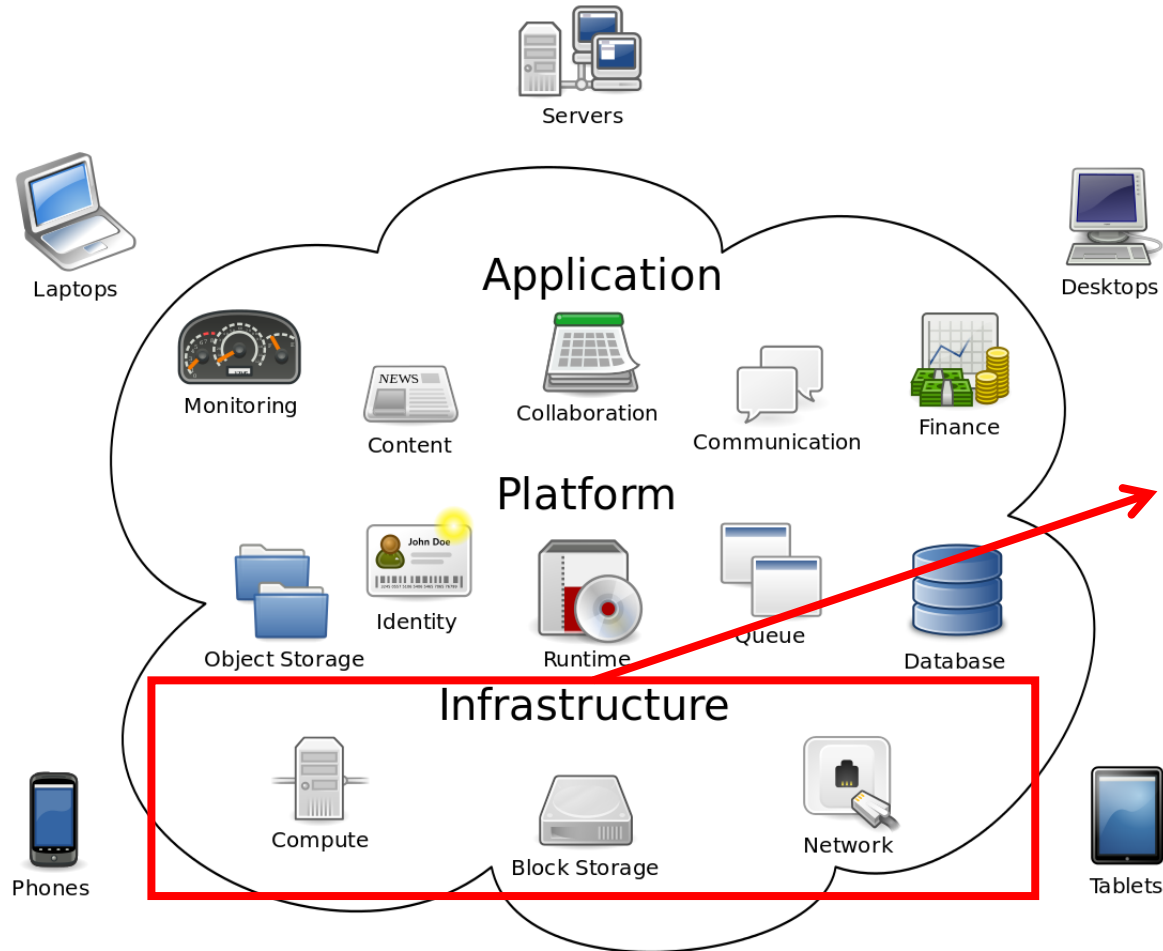 Servers
Laptops
Desktops
Application
Monitoring
NEWS
Content
Collaboration
Communication
Finance
Platform
John Doe
Object Storage
Identity
Runtime
Queue
Database
Infrastructure
Compute
Block Storage
Network
Phones
Tablets